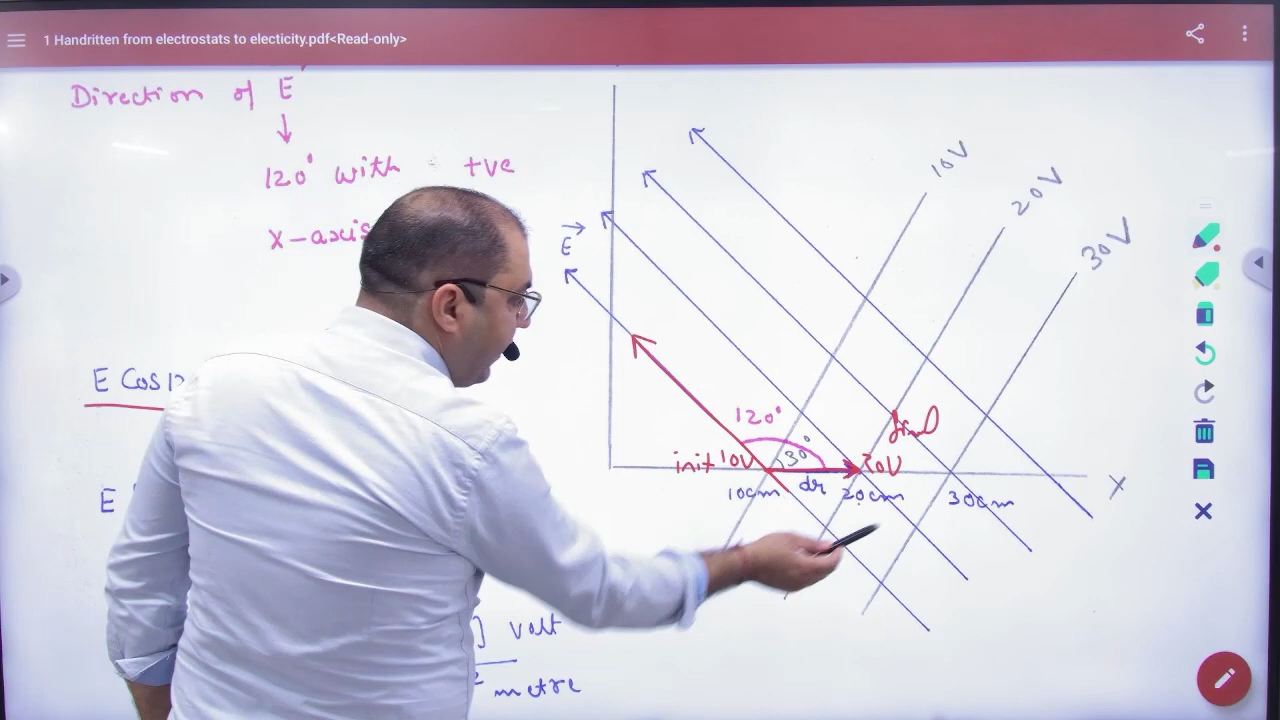 1 Handritten from electrostats to electicity.pdf<Read-only>
Direction of E
↓
120° with +ve
X-axis
E Cos12
E
] volt
metre
E
10V
20V
30V
120°
30°
init 10V
20V
final
dr
10cm
20cm
30cm
X